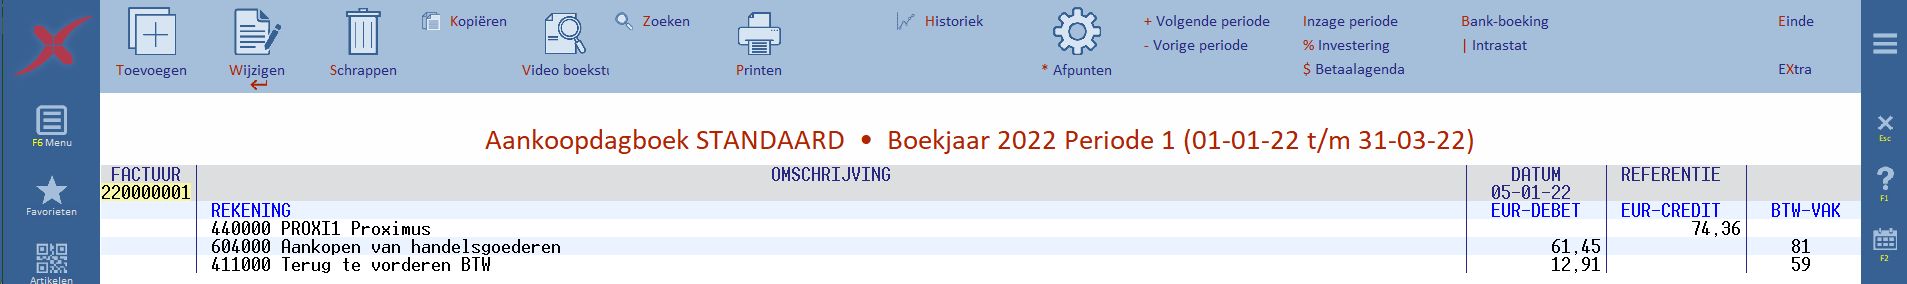 Kopiëren Zoeken Historiek + Volgende periode Inzage periode Bank-boeking Einde
- Vorige periode % Investering | Intrastat
Toevoegen Wijzigen Schrappen Video boekstu Printen * Afpunten $ Betaalagenda EXtra
F6 Menu
Favorieten
Artikelen
Esc
?
F1
F2
Aankoopdagboek STANDAARD • Boekjaar 2022 Periode 1 (01-01-22 t/m 31-03-22)
FACTUUR OMSCHRIJVING DATUM REFERENTIE
220000001 05-01-22
REKENING EUR-DEBET EUR-CREDIT BTW-VAK
440000 PROXI1 Proximus 74,36
604000 Aankopen van handelsgoederen 61,45 81
411000 Terug te vorderen BTW 12,91 59